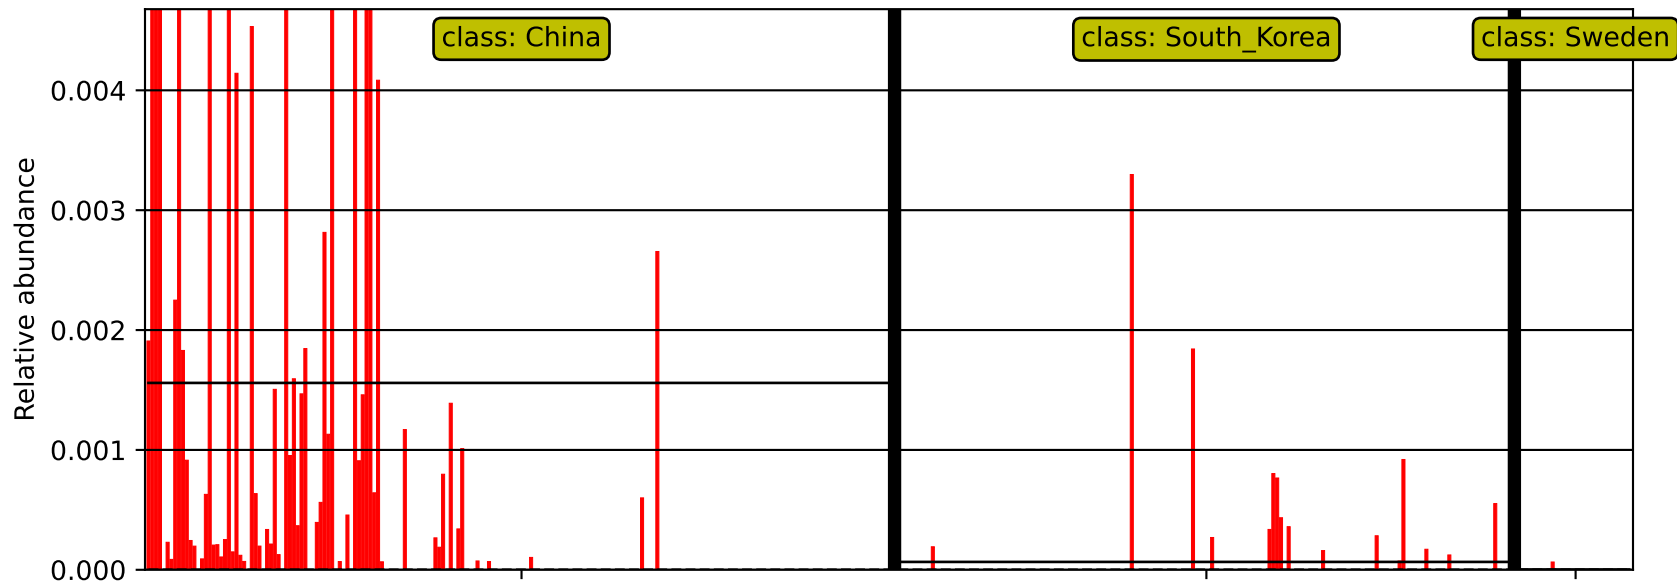 class: China
class: South_Korea
class: Sweden
Relative abundance
0.004
0.003
0.002
0.001
0.000